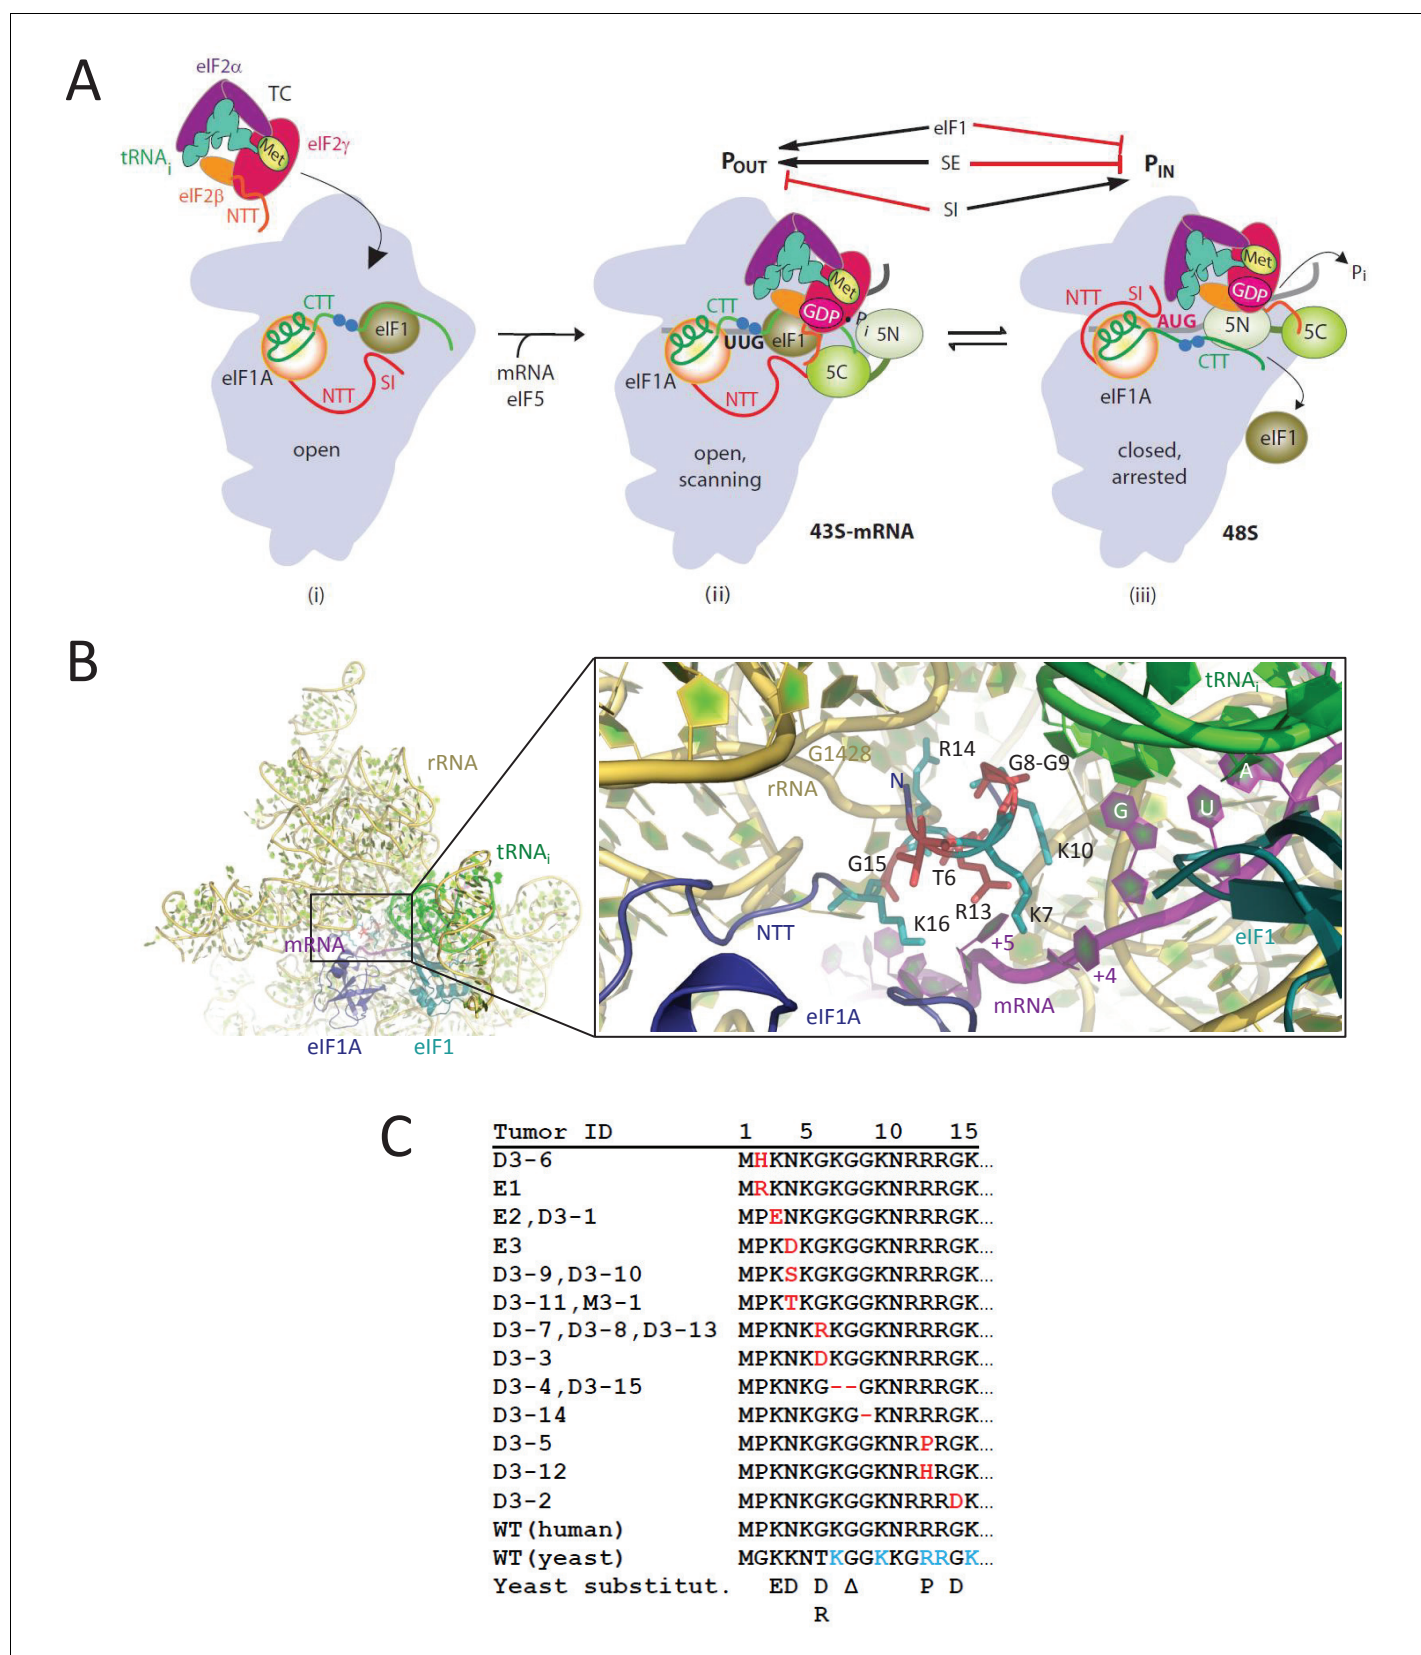 A
eIF2α
TC
tRNAi
Met
eIF2γ
eIF2β
NTT
CTT
eIF1
eIF1A
NTT
SI
open
(i)
mRNA
eIF5
eIF1
POUT
SE
PIN
SI
Met
GDP
• Pi
CTT
UUG
eIF1
5N
5C
eIF1A
NTT
open,
scanning
43S-mRNA
(ii)
Met
GDP
Pi
NTT
SI
AUG
5N
5C
CTT
eIF1A
eIF1
closed,
arrested
48S
(iii)
B
rRNA
tRNAi
mRNA
eIF1A
eIF1
tRNAi
G1428
rRNA
R14
G8-G9
N
A
G
U
K10
G15
T6
R13
K7
K16
NTT
+5
+4
eIF1
eIF1A
mRNA
C
Tumor ID 1 5 10 15
D3-6 MHKNKGKGGKNRRRGK...
E1 MRKNKGKGGKNRRRGK...
E2,D3-1 MPENKGKGGKNRRRGK...
E3 MPKDKGKGGKNRRRGK...
D3-9,D3-10 MPKSKGKGGKNRRRGK...
D3-11,M3-1 MPKTKGKGGKNRRRGK...
D3-7,D3-8,D3-13 MPKNKRKGGKNRRRGK...
D3-3 MPKNKDKGGKNRRRGK...
D3-4,D3-15 MPKNKG--GKNRRRGK...
D3-14 MPKNKGKG-KNRRRGK...
D3-5 MPKNKGKGGKNRPRGK...
D3-12 MPKNKGKGGKNRHRGK...
D3-2 MPKNKGKGGKNRRRDK...
WT(human) MPKNKGKGGKNRRRGK...
WT(yeast) MGKKNTKGGKKGRRGK...
Yeast substitut. ED D Δ P D
R